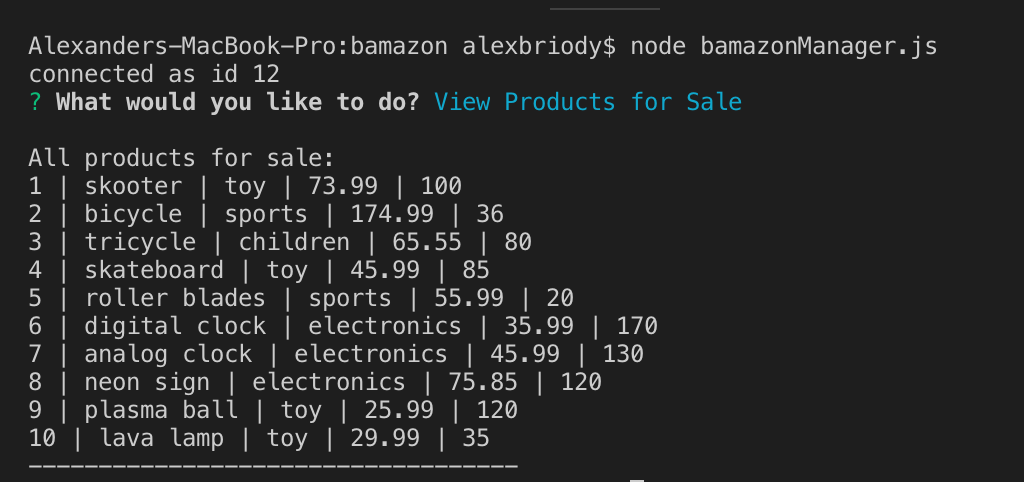 Alexanders-MacBook-Pro:bamazon alexbriody$ node bamazonManager.js
connected as id 12
? What would you like to do? View Products for Sale
All products for sale:
1 | skooter | toy | 73.99 | 100
2 | bicycle | sports | 174.99 | 36
3 | tricycle | children | 65.55 | 80
4 | skateboard | toy | 45.99 | 85
5 | roller blades | sports | 55.99 | 20
6 | digital clock | electronics | 35.99 | 170
7 | analog clock | electronics | 45.99 | 130
8 | neon sign | electronics | 75.85 | 120
9 | plasma ball | toy | 25.99 | 120
10 | lava lamp | toy | 29.99 | 35
-----------------------------------